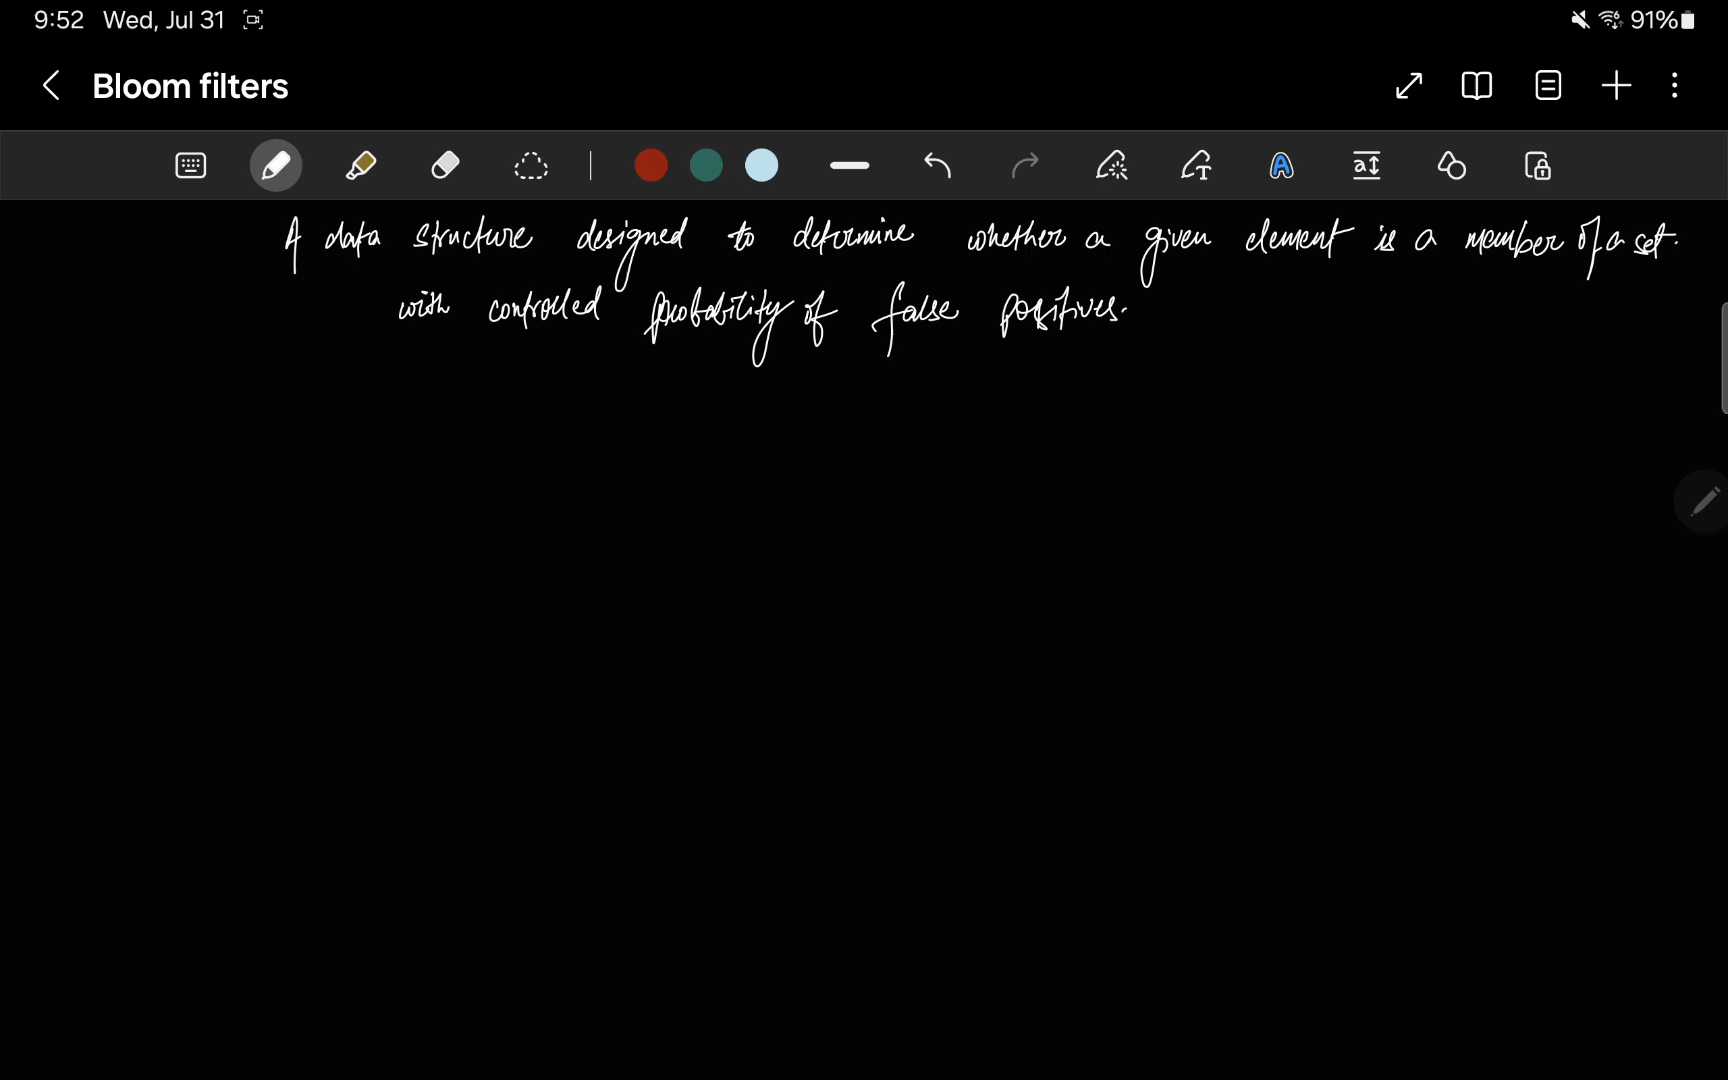 9:52 Wed, Jul 31 91%
Bloom filters
A data structure designed to determine whether a given element is a member of a set.
with controlled probability of false positives.